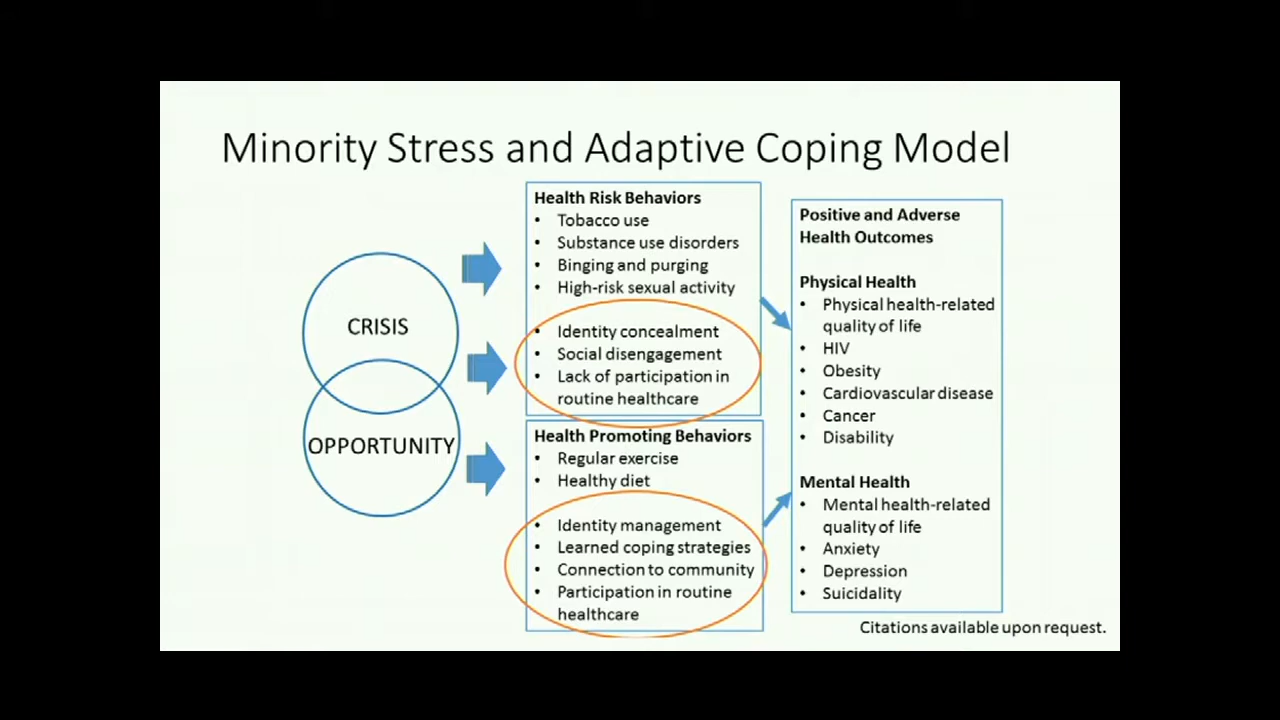 Minority Stress and Adaptive Coping Model
CRISIS
OPPORTUNITY
Health Risk Behaviors
• Tobacco use
• Substance use disorders
• Binging and purging
• High-risk sexual activity
• Identity concealment
• Social disengagement
• Lack of participation in
routine healthcare
Health Promoting Behaviors
• Regular exercise
• Healthy diet
• Identity management
• Learned coping strategies
• Connection to community
• Participation in routine
healthcare
Positive and Adverse
Health Outcomes
Physical Health
• Physical health-related
quality of life
• HIV
• Obesity
• Cardiovascular disease
• Cancer
• Disability
Mental Health
• Mental health-related
quality of life
• Anxiety
• Depression
• Suicidality
Citations available upon request.